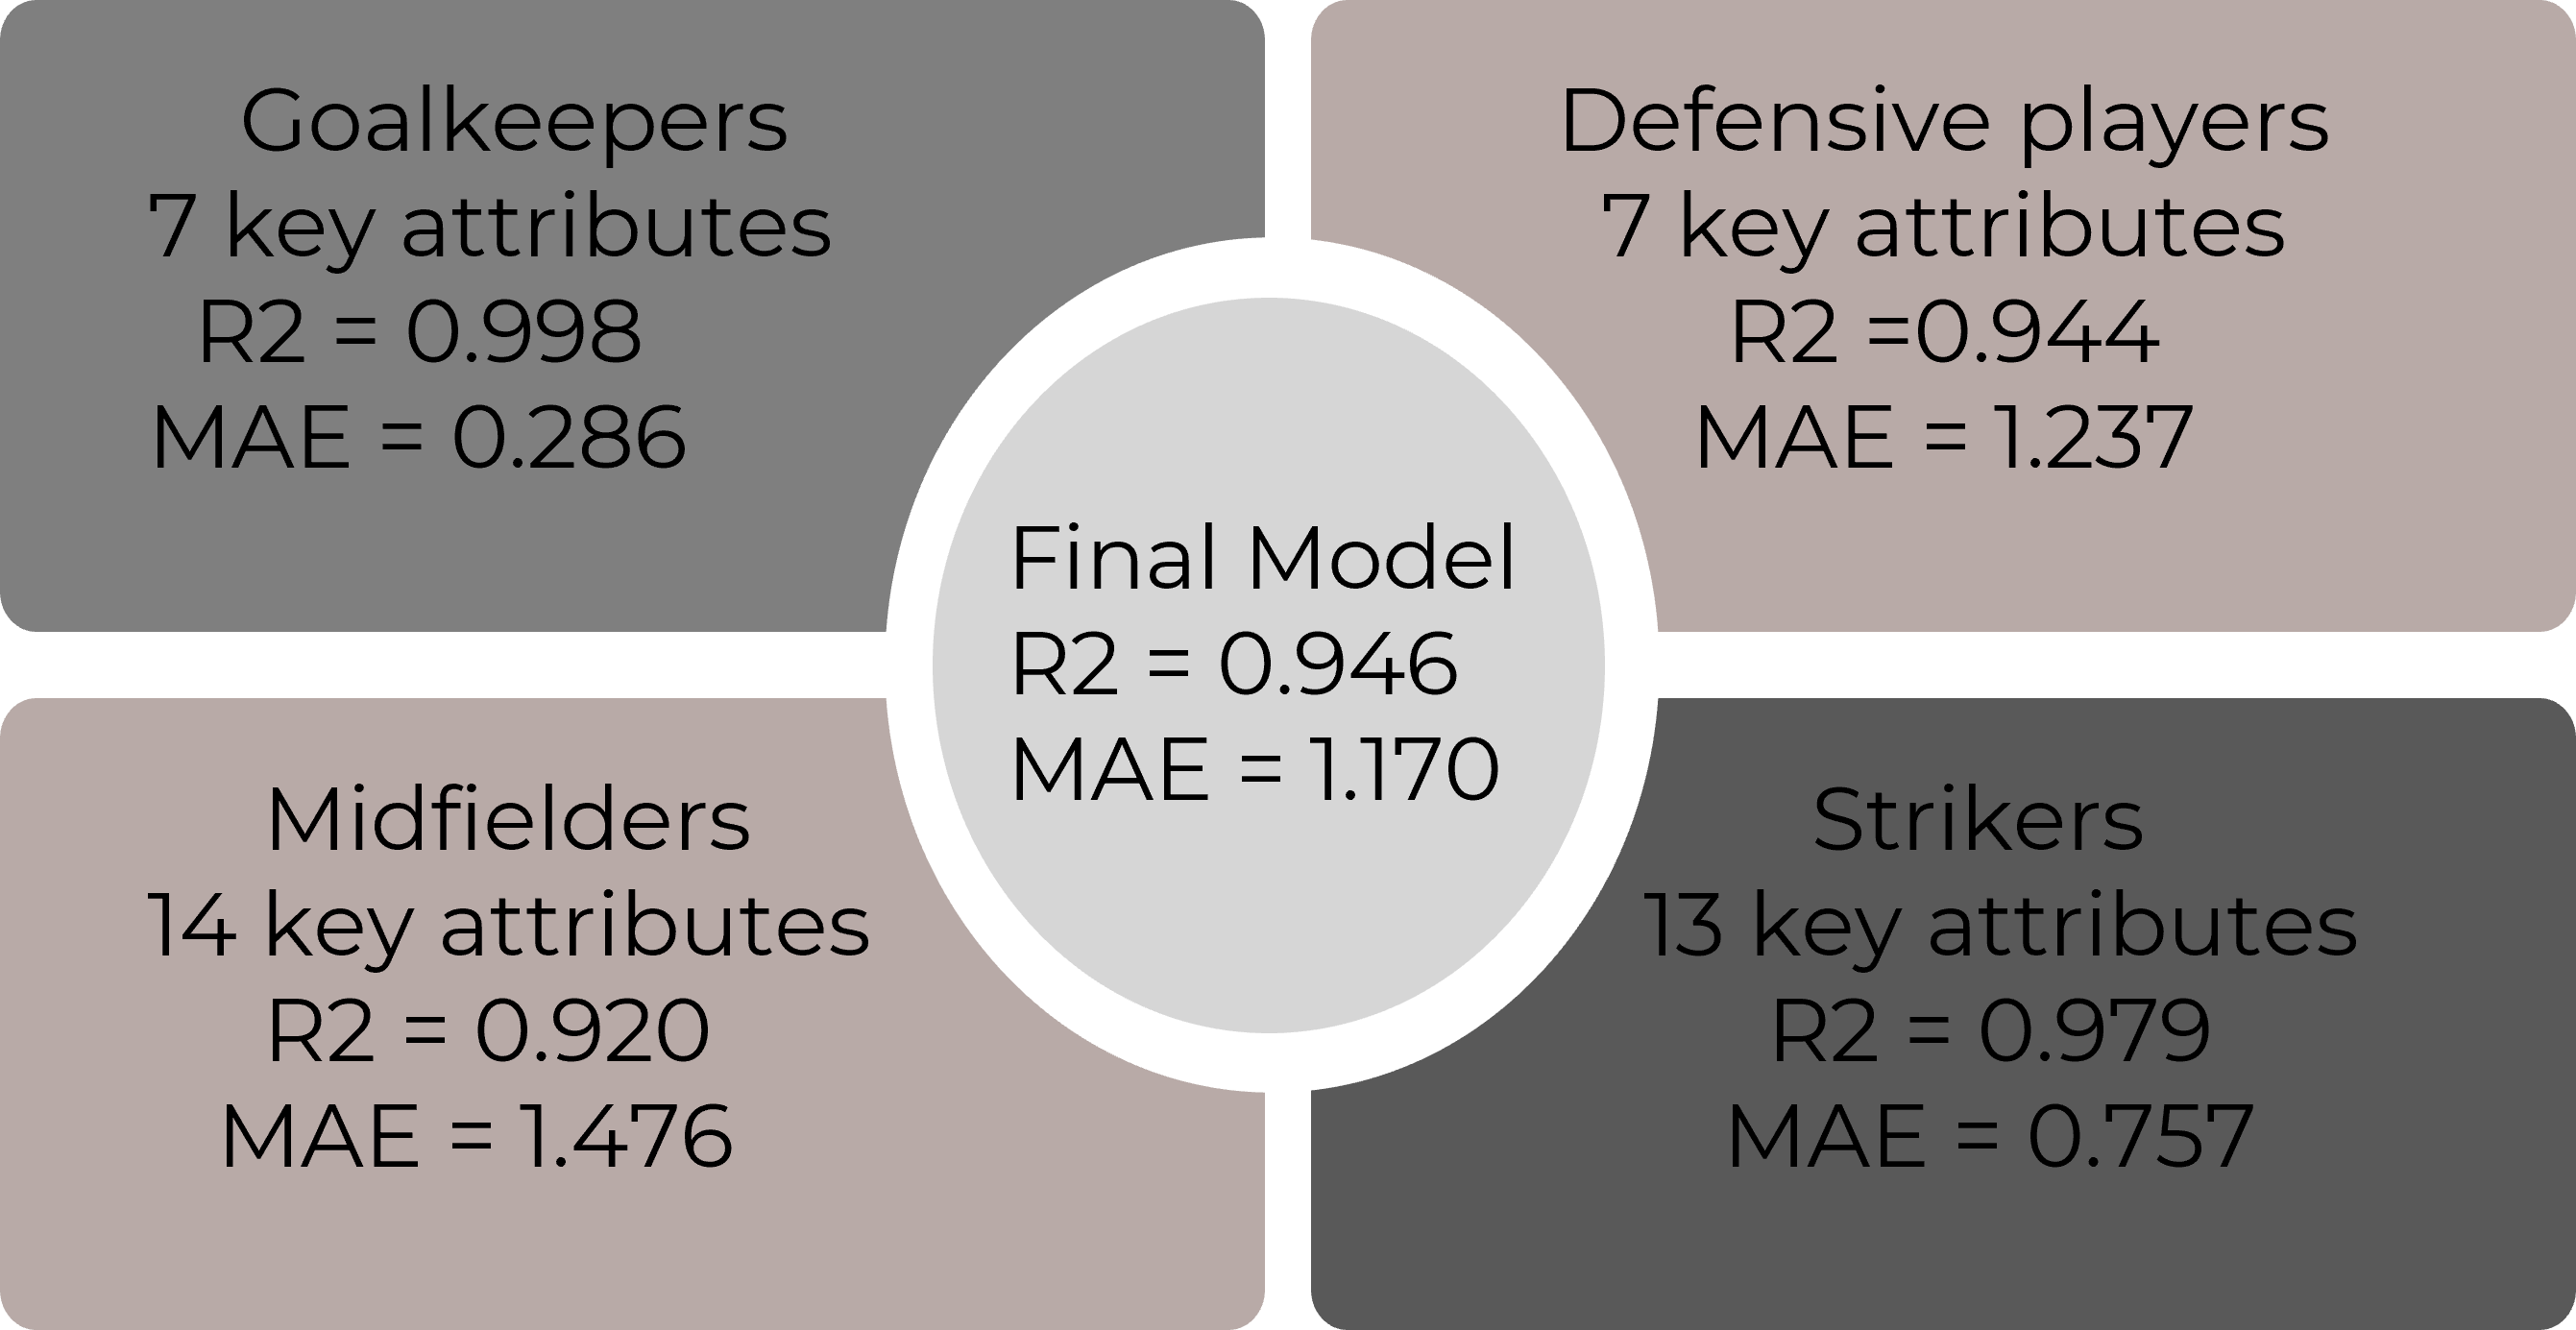 Goalkeepers
7 key attributes
R2 = 0.998
MAE = 0.286
Defensive players
7 key attributes
R2 =0.944
MAE = 1.237
Final Model
R2 = 0.946
MAE = 1.170
Midfielders
14 key attributes
R2 = 0.920
MAE = 1.476
Strikers
13 key attributes
R2 = 0.979
MAE = 0.757